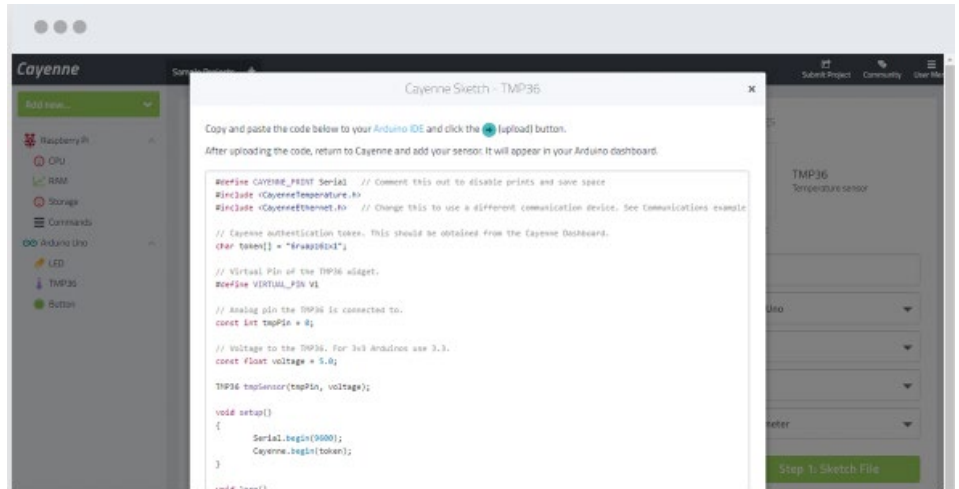 Cayenne
Submit Project
Community
Add new...
Raspberry Pi
CPU
RAM
Storage
Commands
Arduino Uno
LED
TMP36
Button
Cayenne Sketch - TMP36
Copy and paste the code below to your Arduino IDE and click the (upload) button.
After uploading the code, return to Cayenne and add your sensor. It will appear in your Arduino dashboard.
#define CAYENNE_PRINT Serial // Comment this out to disable prints and save space
#include <CayenneTemperature.h>
#include <CayenneEthernet.h> // Change this to use a different communication device. See Communications example
// Cayenne authentication token. This should be obtained from the Cayenne Dashboard.
char token[] =
// Virtual Pin of the TMP36 widget.
#define VIRTUAL_PIN V1
// Analog pin the TMP36 is connected to.
const int tmpPin = 0;
// Voltage to the TMP36. For 3v3 Arduinos use 3.3.
const float voltage = 5.0;
TMP36 tmpSensor(tmpPin, voltage);
void setup()
{
Serial.begin(9600);
Cayenne.begin(token);
}
void loop()
TMP36
Temperature sensor
Step 1: Sketch File